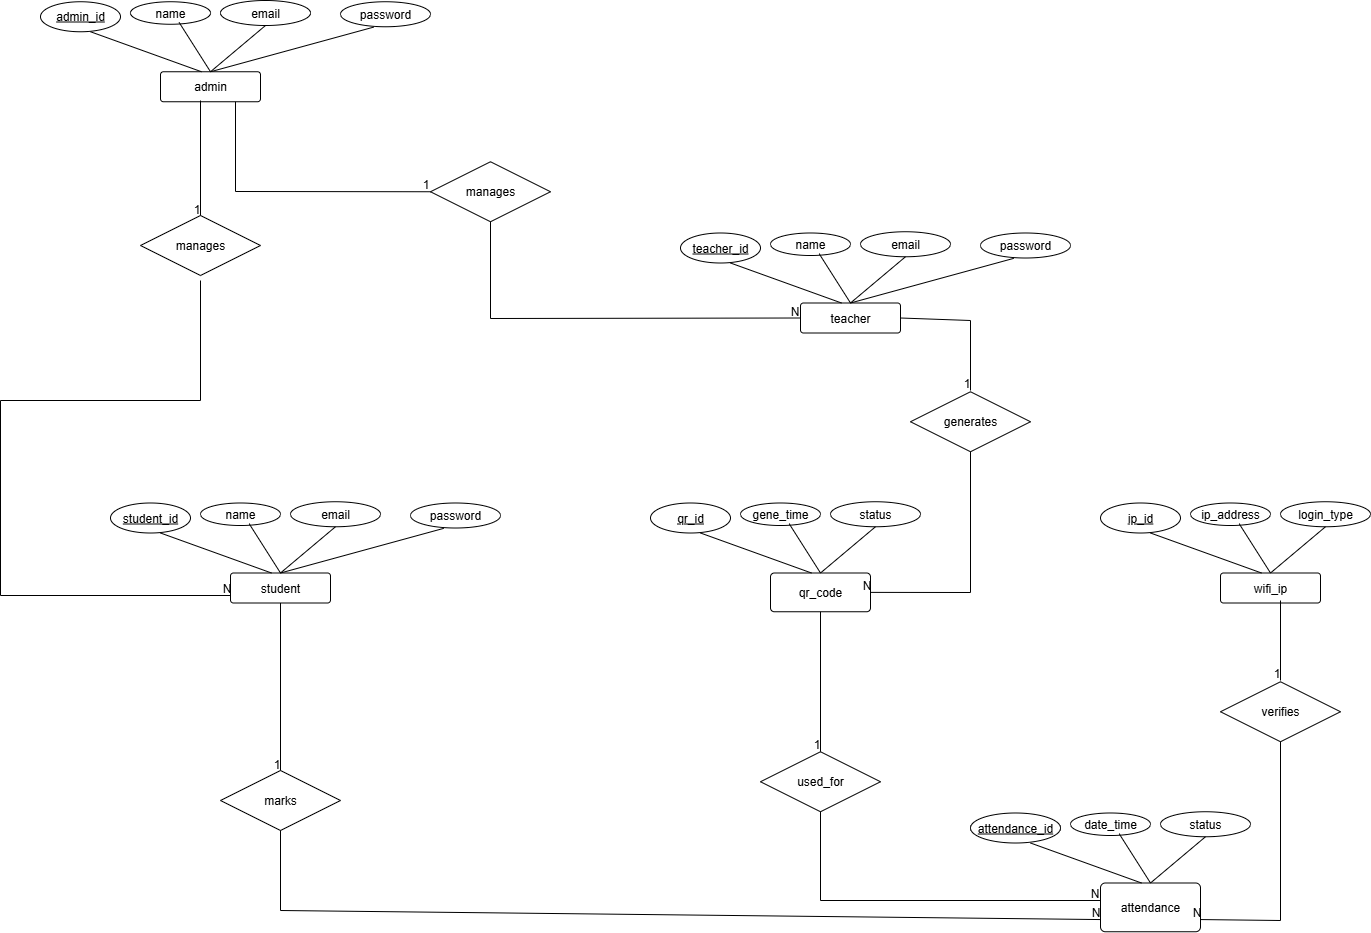 admin_id
name
email
password
admin
1
manages
1
manages
teacher_id
name
email
password
N
teacher
1
generates
student_id
name
email
password
N
student
qr_id
gene_time
status
qr_code
N
ip_id
ip_address
login_type
wifi_ip
1
verifies
1
marks
1
used_for
attendance_id
date_time
status
N
N
attendance
N